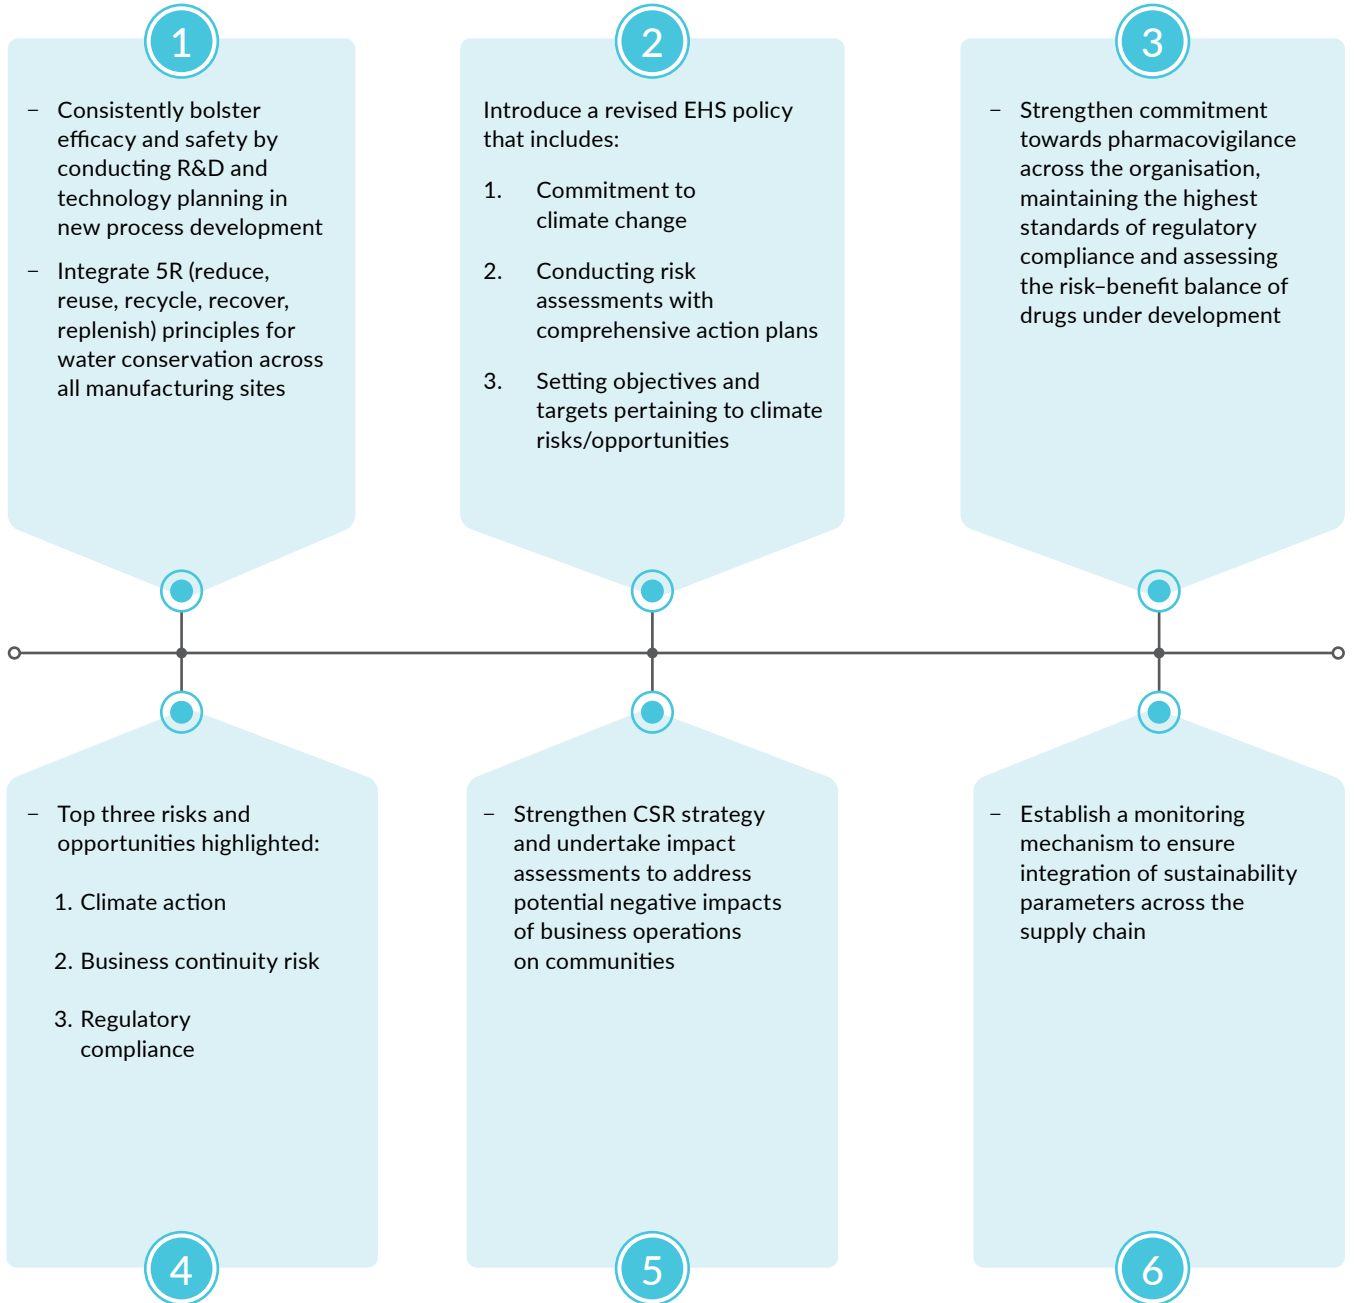 1
– Consistently bolster
efficacy and safety by
conducting R&D and
technology planning in
new process development
– Integrate 5R (reduce,
reuse, recycle, recover,
replenish) principles for
water conservation across
all manufacturing sites
2
Introduce a revised EHS policy
that includes:
1. Commitment to
climate change
2. Conducting risk
assessments with
comprehensive action plans
3. Setting objectives and
targets pertaining to climate
risks/opportunities
3
– Strengthen commitment
towards pharmacovigilance
across the organisation,
maintaining the highest
standards of regulatory
compliance and assessing
the risk–benefit balance of
drugs under development
– Top three risks and
opportunities highlighted:
1. Climate action
2. Business continuity risk
3. Regulatory
compliance
4
– Strengthen CSR strategy
and undertake impact
assessments to address
potential negative impacts
of business operations
on communities
5
– Establish a monitoring
mechanism to ensure
integration of sustainability
parameters across the
supply chain
6